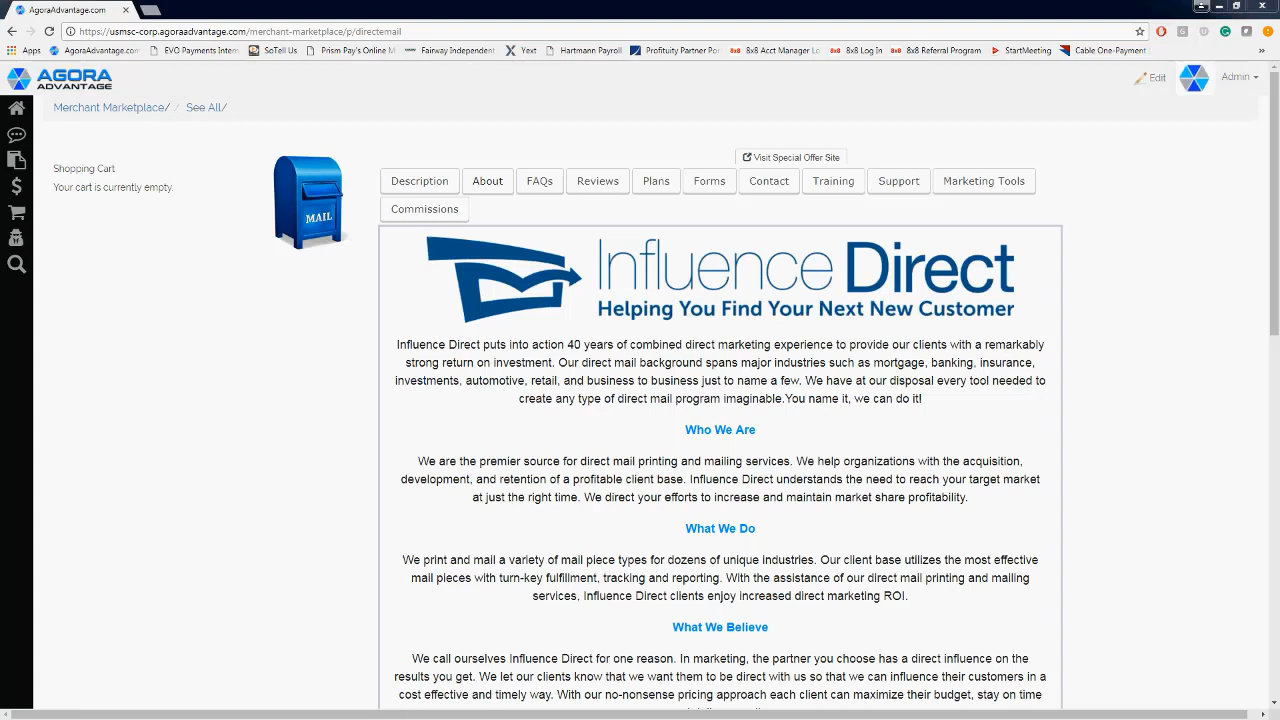 AgoraAdvantage.com
https://usmsc-corp.agoraadvantage.com/merchant-marketplace/p/directemail
Apps AgoraAdvantage.com EVO Payments Intern SoTellUs Prism Pay's Online M Fairway Independent Yext Hartmann Payroll Profituity Partner 8x8 8x8 Acct Manager Lo 8x8 8x8 Log In 8x8 8x8 Referral Program StartMeeting Cable One-Payment
AGORA
ADVANTAGE
Edit
Admin
Merchant Marketplace/ / See All/
Shopping Cart
Your cart is currently empty.
MAIL
Visit Special Offer Site
Description About FAQs Reviews Plans Forms Contact Training Support Marketing Tools
Commissions
Influence Direct
Helping You Find Your Next New Customer
Influence Direct puts into action 40 years of combined direct marketing experience to provide our clients with a remarkably
strong return on investment. Our direct mail background spans major industries such as mortgage, banking, insurance,
investments, automotive, retail, and business to business just to name a few. We have at our disposal every tool needed to
create any type of direct mail program imaginable.You name it, we can do it!
Who We Are
We are the premier source for direct mail printing and mailing services. We help organizations with the acquisition,
development, and retention of a profitable client base. Influence Direct understands the need to reach your target market
at just the right time. We direct your efforts to increase and maintain market share profitability.
What We Do
We print and mail a variety of mail piece types for dozens of unique industries. Our client base utilizes the most effective
mail pieces with turn-key fulfillment, tracking and reporting. With the assistance of our direct mail printing and mailing
services, Influence Direct clients enjoy increased direct marketing ROI.
What We Believe
We call ourselves Influence Direct for one reason. In marketing, the partner you choose has a direct influence on the
results you get. We let our clients know that we want them to be direct with us so that we can influence their customers in a
cost effective and timely way. With our no-nonsense pricing approach each client can maximize their budget, stay on time